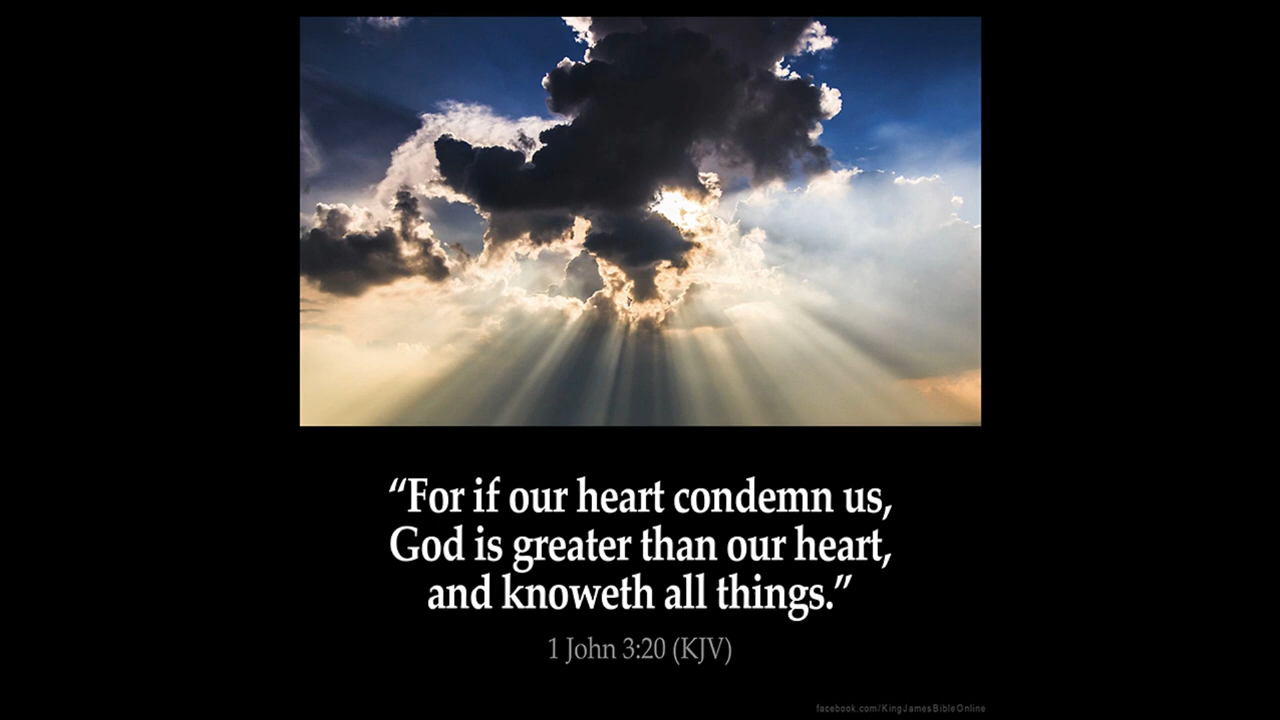 “For if our heart condemn us,
God is greater than our heart,
and knoweth all things.”
1 John 3:20 (KJV)
facebook.com/KingJamesBibleOnline